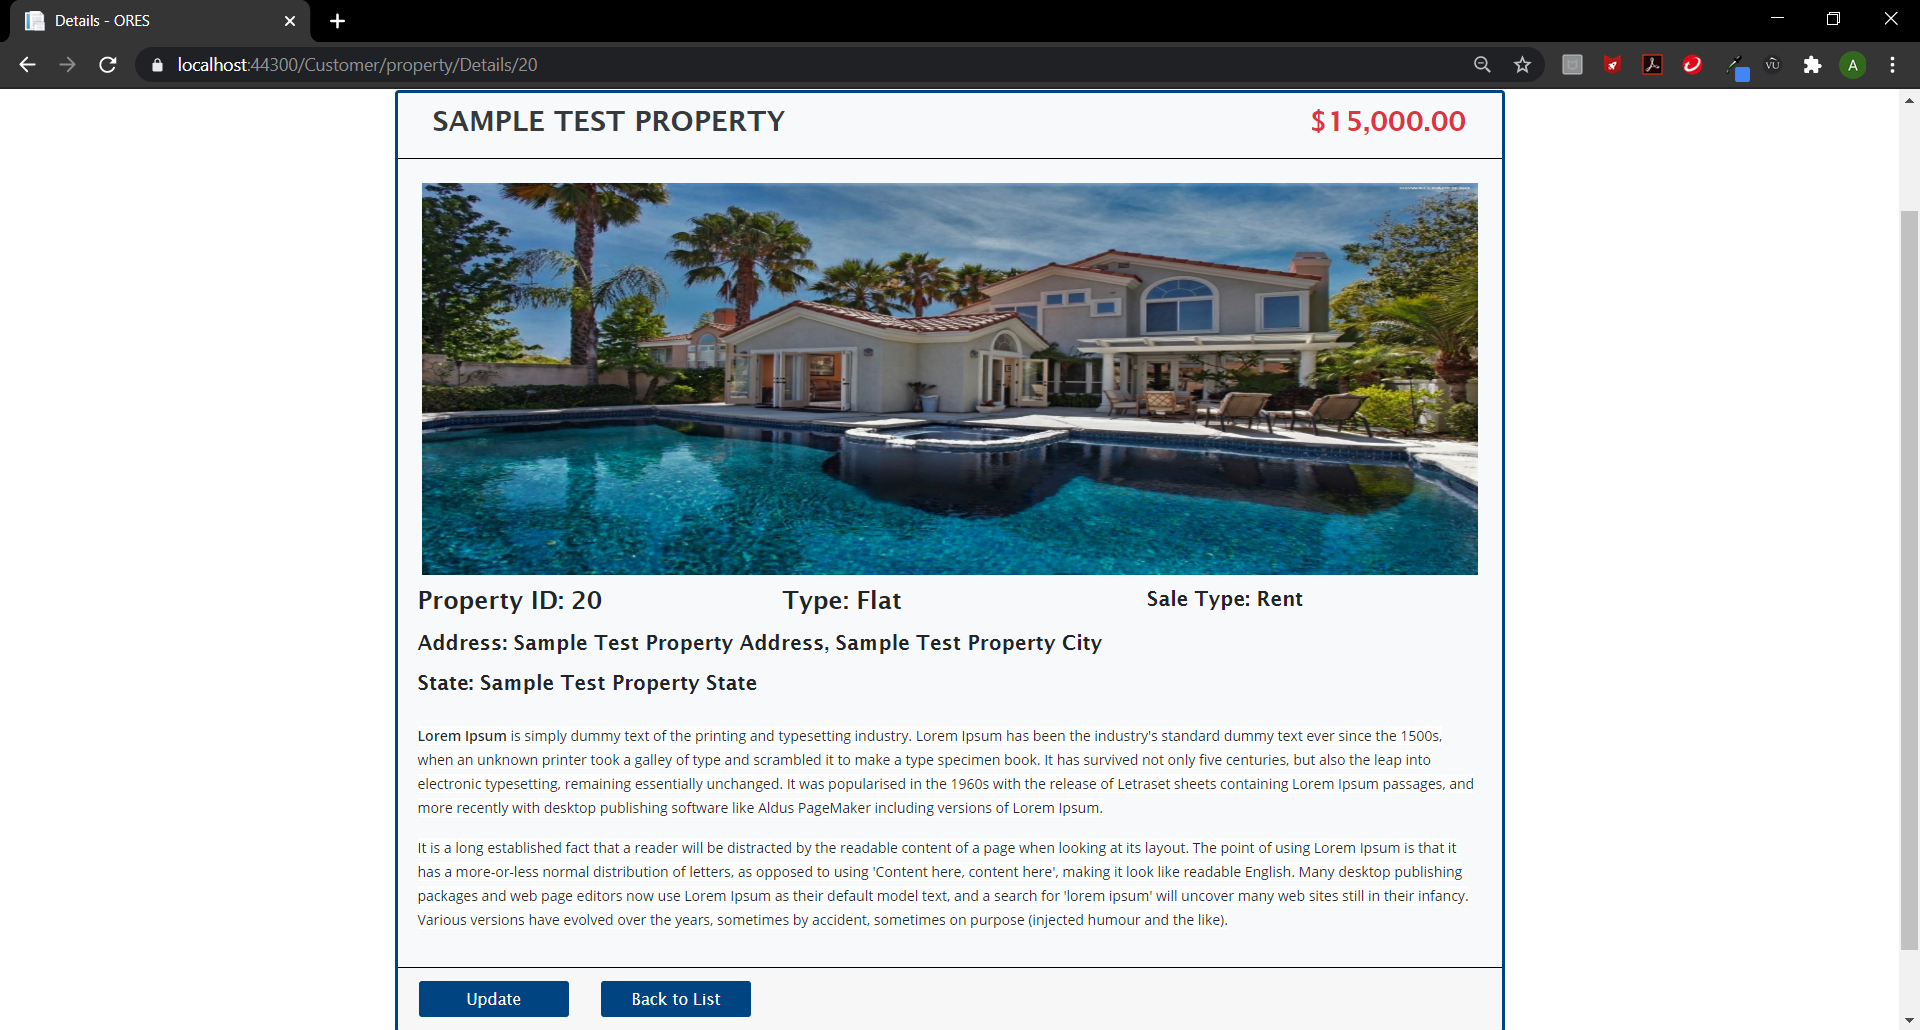 Details - ORES
localhost:44300/Customer/property/Details/20
A
SAMPLE TEST PROPERTY
$15,000.00
Property ID: 20
Type: Flat
Sale Type: Rent
Address: Sample Test Property Address, Sample Test Property City
State: Sample Test Property State
Lorem Ipsum is simply dummy text of the printing and typesetting industry. Lorem Ipsum has been the industry's standard dummy text ever since the 1500s,
when an unknown printer took a galley of type and scrambled it to make a type specimen book. It has survived not only five centuries, but also the leap into
electronic typesetting, remaining essentially unchanged. It was popularised in the 1960s with the release of Letraset sheets containing Lorem Ipsum passages, and
more recently with desktop publishing software like Aldus PageMaker including versions of Lorem Ipsum.
It is a long established fact that a reader will be distracted by the readable content of a page when looking at its layout. The point of using Lorem Ipsum is that it
has a more-or-less normal distribution of letters, as opposed to using 'Content here, content here', making it look like readable English. Many desktop publishing
packages and web page editors now use Lorem Ipsum as their default model text, and a search for 'lorem ipsum' will uncover many web sites still in their infancy.
Various versions have evolved over the years, sometimes by accident, sometimes on purpose (injected humour and the like).
Update
Back to List